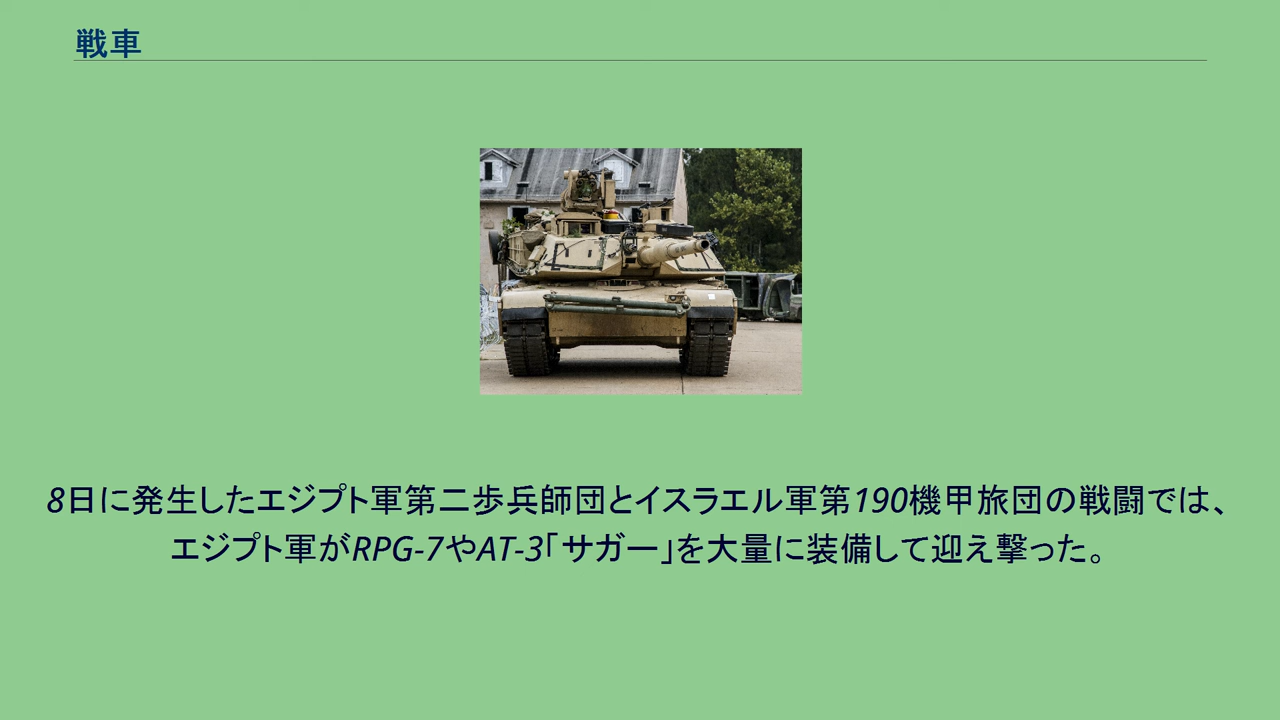 戦車
8日に発生したエジプト軍第二歩兵師団とイスラエル軍第190機甲旅団の戦闘では、
エジプト軍がRPG-7やAT-3「サガー」を大量に装備して迎え撃った。